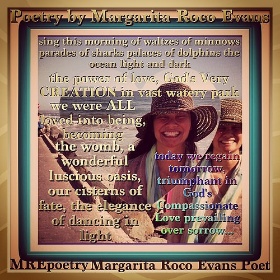 Poetry by Margarita Roco Evans
sing this morning of waltzes of minnows
parades of sharks palaces of dolphins the
ocean light and dark
the power of love, God's Very
CREATION in vast watery park
we were ALL
loved into being,
becoming
the womb, a
wonderful
luscious oasis,
our cisterns of
fate, the elegance
of dancing in
light
today we regain
tomorrow,
triumphant in
God's
Compassionate
Love prevailing
over sorrow...
MREpoetry Margarita Roco Evans Poet